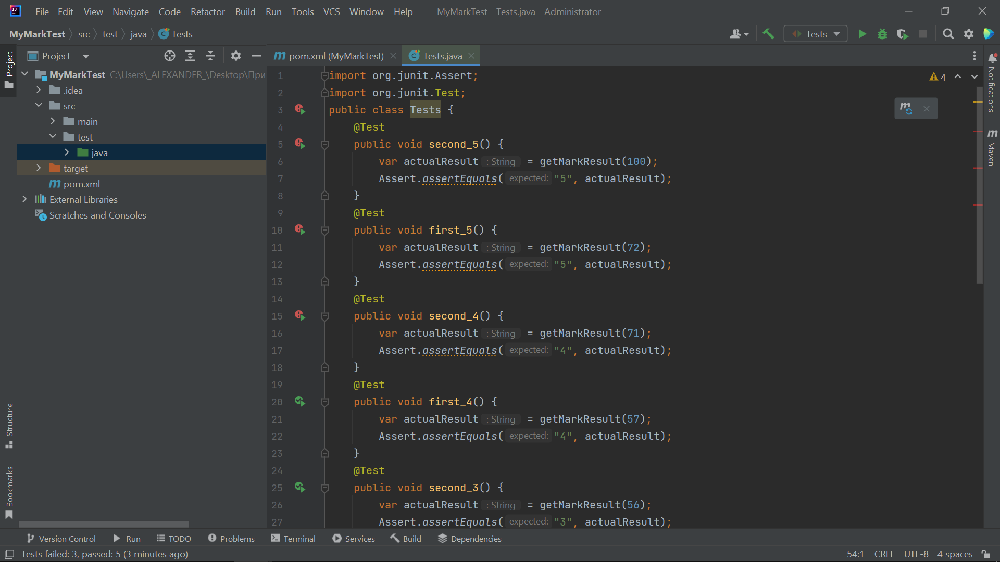 File Edit View Navigate Code Refactor Build Run Tools VCS Window Help MyMarkTest - Tests.java - Administrator
MyMarkTest src test java Tests Tests
Project pom.xml (MyMarkTest) Tests.java
MyMarkTest C:\Users\_ALEXANDER_\Desktop\При
.idea
src
main
test
java
target
pom.xml
External Libraries
Scratches and Consoles
Project
Structure
Bookmarks
1 import org.junit.Assert;
2 import org.junit.Test;
3 public class Tests {
4 @Test
5 public void second_5() {
6 var actualResult : String = getMarkResult(100);
7 Assert.assertEquals( expected: "5", actualResult);
8 }
9 @Test
10 public void first_5() {
11 var actualResult : String = getMarkResult(72);
12 Assert.assertEquals( expected: "5", actualResult);
13 }
14 @Test
15 public void second_4() {
16 var actualResult : String = getMarkResult(71);
17 Assert.assertEquals( expected: "4", actualResult);
18 }
19 @Test
20 public void first_4() {
21 var actualResult : String = getMarkResult(57);
22 Assert.assertEquals( expected: "4", actualResult);
23 }
24 @Test
25 public void second_3() {
26 var actualResult : String = getMarkResult(56);
27 Assert.assertEquals( expected: "3", actualResult);
4
Notifications
m Maven
Version Control Run TODO Problems Terminal Services Build Dependencies
Tests failed: 3, passed: 5 (3 minutes ago) 54:1 CRLF UTF-8 4 spaces